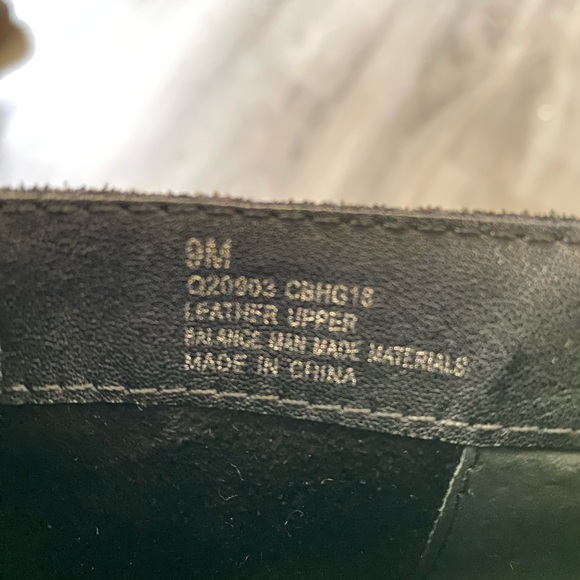 9M
Q20903 CBHG18
LEATHER UPPER
BALANCE MAN MADE MATERIALS
MADE IN CHINA